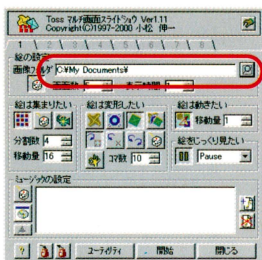 Toss マルチ画面スライドショウ Ver1.11
Copyright(C)1997-2000 小松 伸一
1 2 3 4 5 6 7 8
絵の設定
画像フォルダ C:¥My Documents¥
絵は集まりたい 絵は変形したい 絵は動きたい
移動量 1
分割数 4
絵をじっくり見たい
移動量 16 コマ数 10 Pause
ミュージックの設定
? ユーティリティ 開始 閉じる